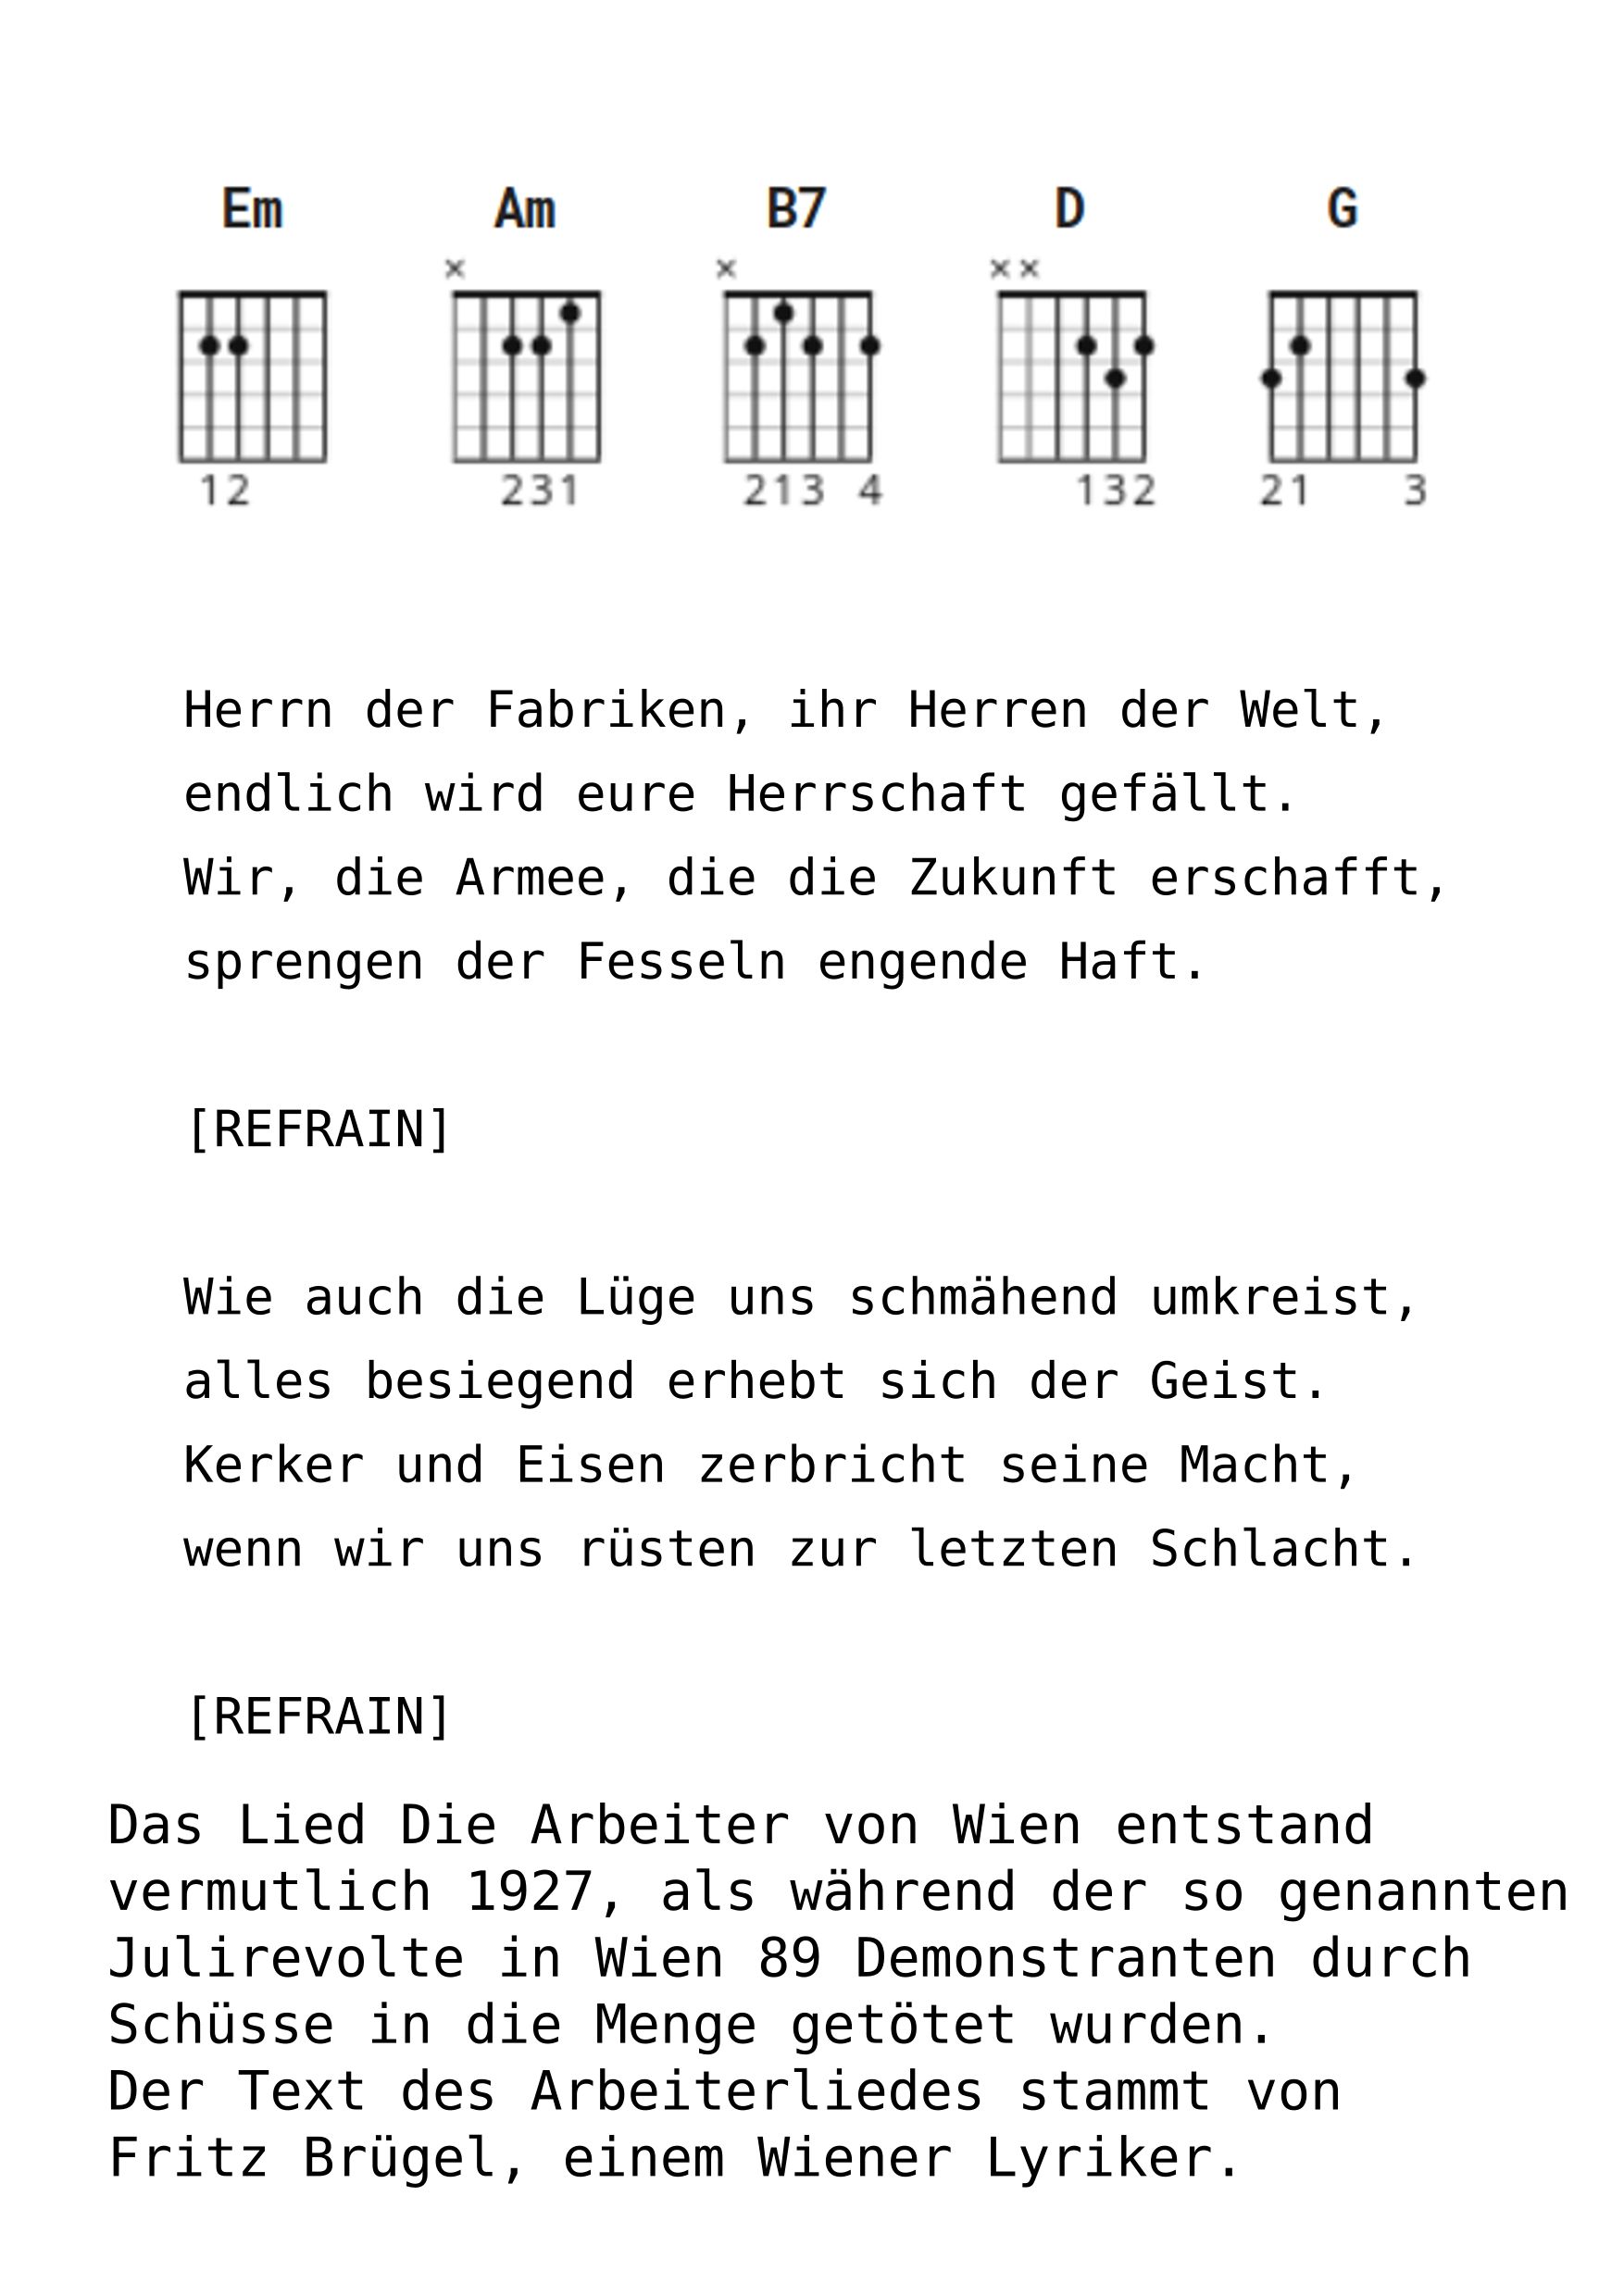 Em Am B7 D G
× × ××
12 231 213 4 132 21 3
Herrn der Fabriken, ihr Herren der Welt,
endlich wird eure Herrschaft gefällt.
Wir, die Armee, die die Zukunft erschafft,
sprengen der Fesseln engende Haft.
[REFRAIN]
Wie auch die Lüge uns schmähend umkreist,
alles besiegend erhebt sich der Geist.
Kerker und Eisen zerbricht seine Macht,
wenn wir uns rüsten zur letzten Schlacht.
[REFRAIN]
Das Lied Die Arbeiter von Wien entstand
vermutlich 1927, als während der so genannten
Julirevolte in Wien 89 Demonstranten durch
Schüsse in die Menge getötet wurden.
Der Text des Arbeiterliedes stammt von
Fritz Brügel, einem Wiener Lyriker.